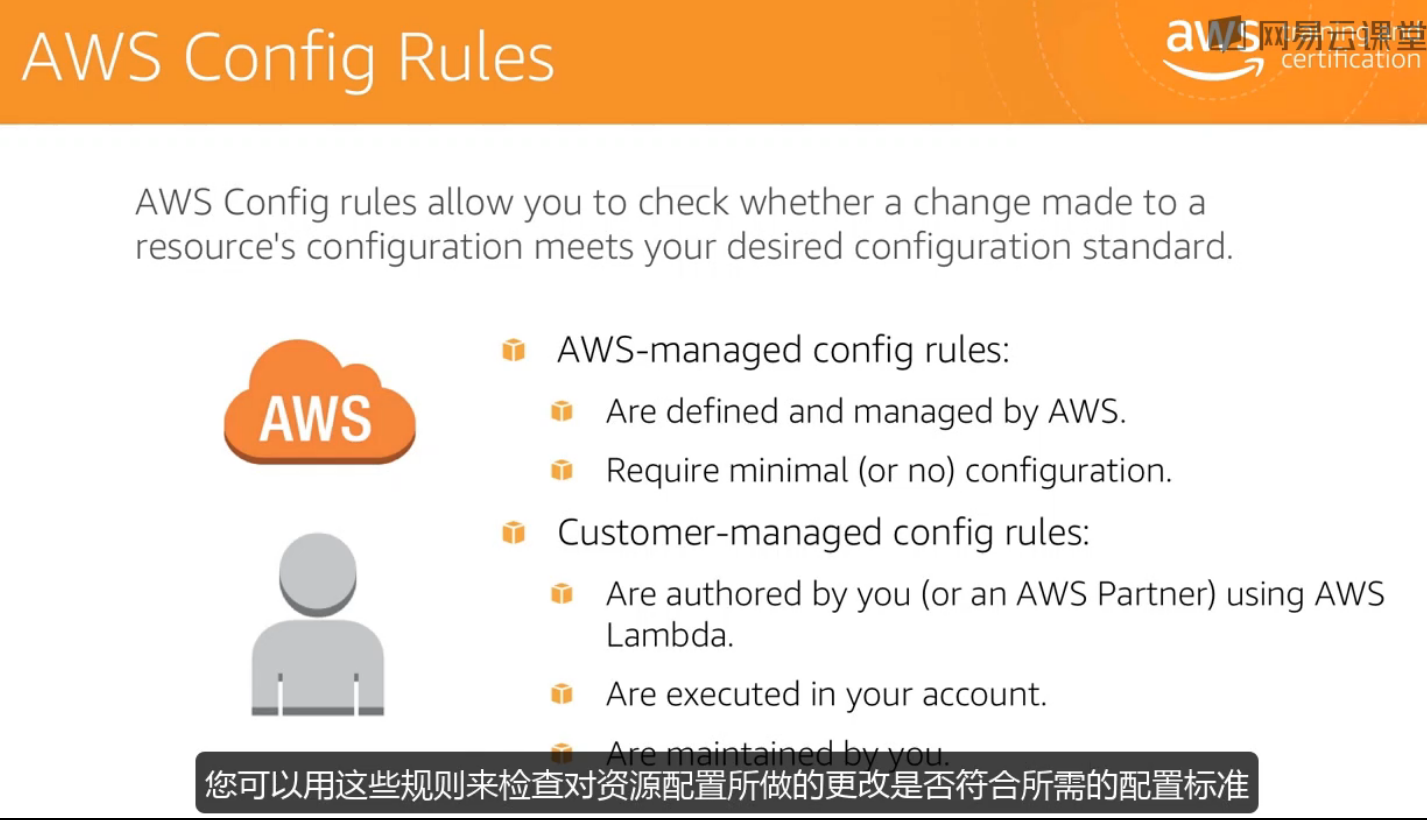 AWS Config Rules
aws
training and
certification
网易云课堂
AWS Config rules allow you to check whether a change made to a
resource's configuration meets your desired configuration standard.
AWS
AWS-managed config rules:
Are defined and managed by AWS.
Require minimal (or no) configuration.
Customer-managed config rules:
Are authored by you (or an AWS Partner) using AWS
Lambda.
Are executed in your account.
Are maintained by you.
您可以用这些规则来检查对资源配置所做的更改是否符合所需的配置标准